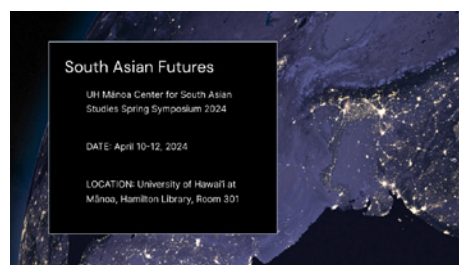 South Asian Futures
UH Mānoa Center for South Asian
Studies Spring Symposium 2024
DATE: April 10-12, 2024
LOCATION: University of Hawai'i at
Mānoa, Hamilton Library, Room 301